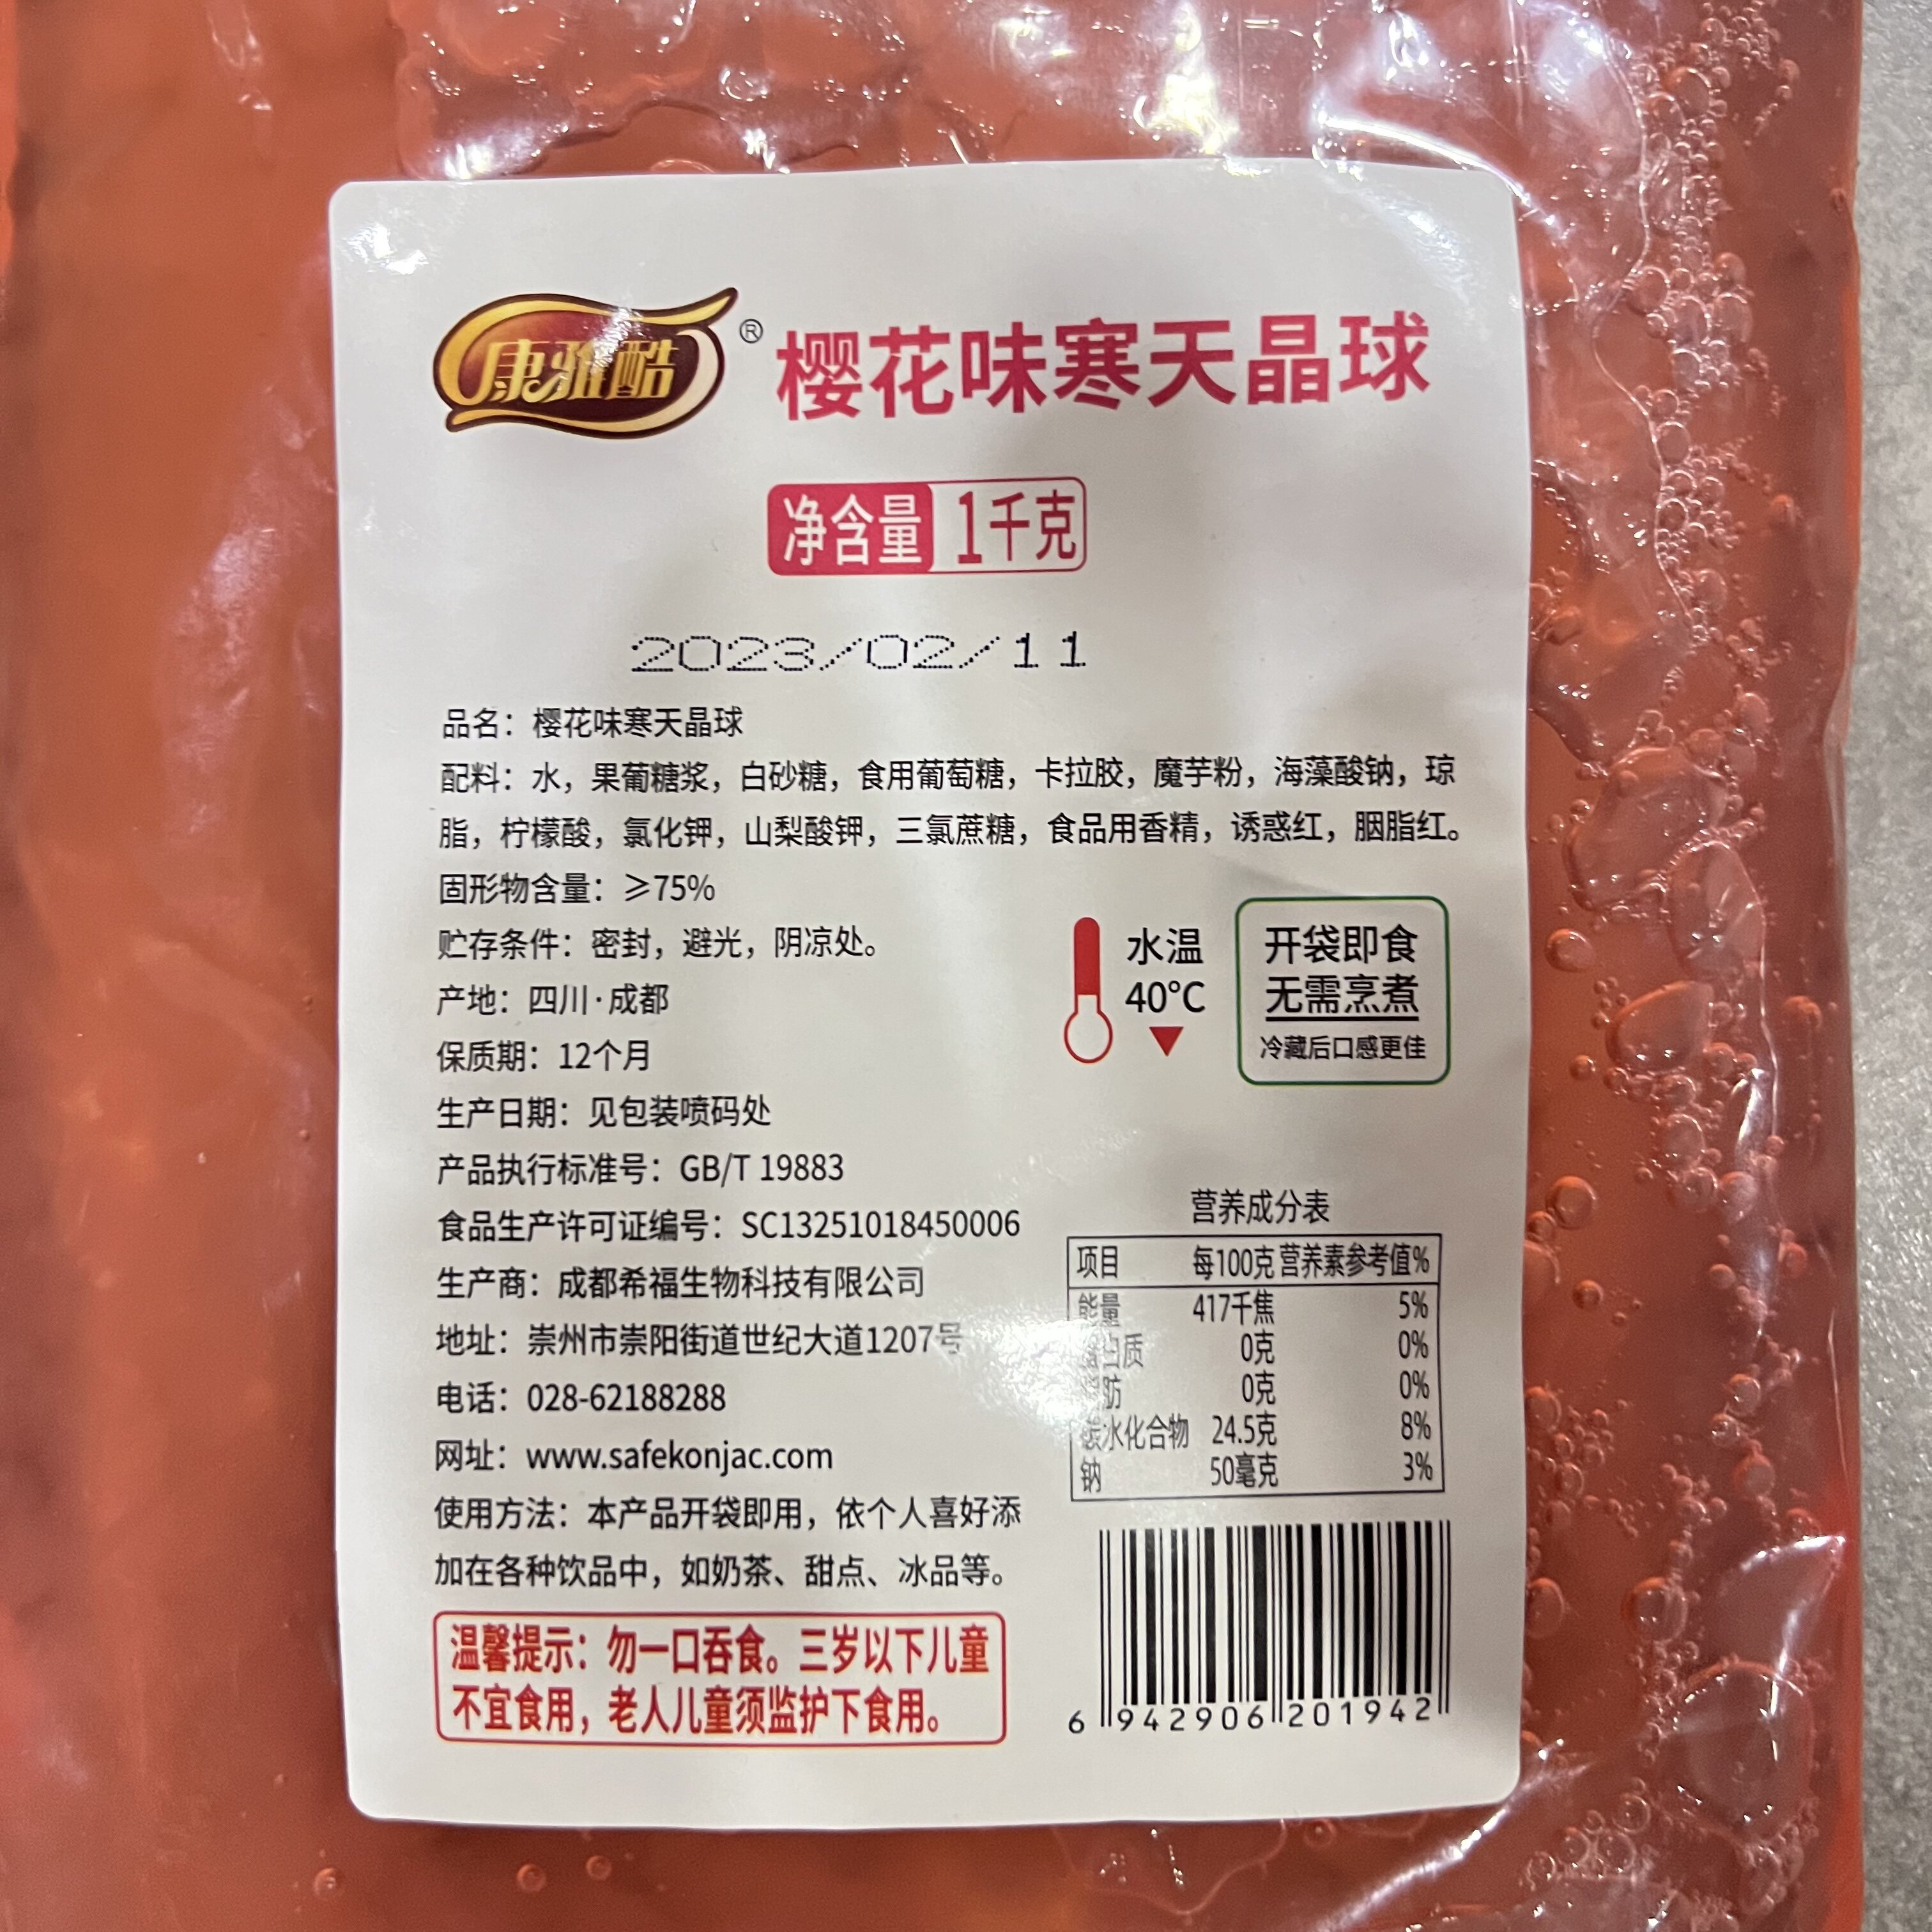 康雅酷®
樱花味寒天晶球
净含量 1千克
2023/02/11
品名：樱花味寒天晶球
配料：水，果葡糖浆，白砂糖，食用葡萄糖，卡拉胶，魔芋粉，海藻酸钠，琼
脂，柠檬酸，氯化钾，山梨酸钾，三氯蔗糖，食品用香精，诱惑红，胭脂红。
固形物含量：≥75%
贮存条件：密封，避光，阴凉处。
产地：四川·成都
保质期：12个月
生产日期：见包装喷码处
产品执行标准号：GB/T 19883
食品生产许可证编号：SC13251018450006
生产商：成都希福生物科技有限公司
地址：崇州市崇阳街道世纪大道1207号
电话：028-62188288
网址：www.safekonjac.com
使用方法：本产品开袋即用，依个人喜好添
加在各种饮品中，如奶茶、甜点、冰品等。
温馨提示：勿一口吞食。三岁以下儿童
不宜食用，老人儿童须监护下食用。
水温
40°C
开袋即食
无需烹煮
冷藏后口感更佳
营养成分表
项目 每100克 营养素参考值%
能量 417千焦 5%
蛋白质 0克 0%
脂肪 0克 0%
碳水化合物 24.5克 8%
钠 50毫克 3%
6 942906 201942